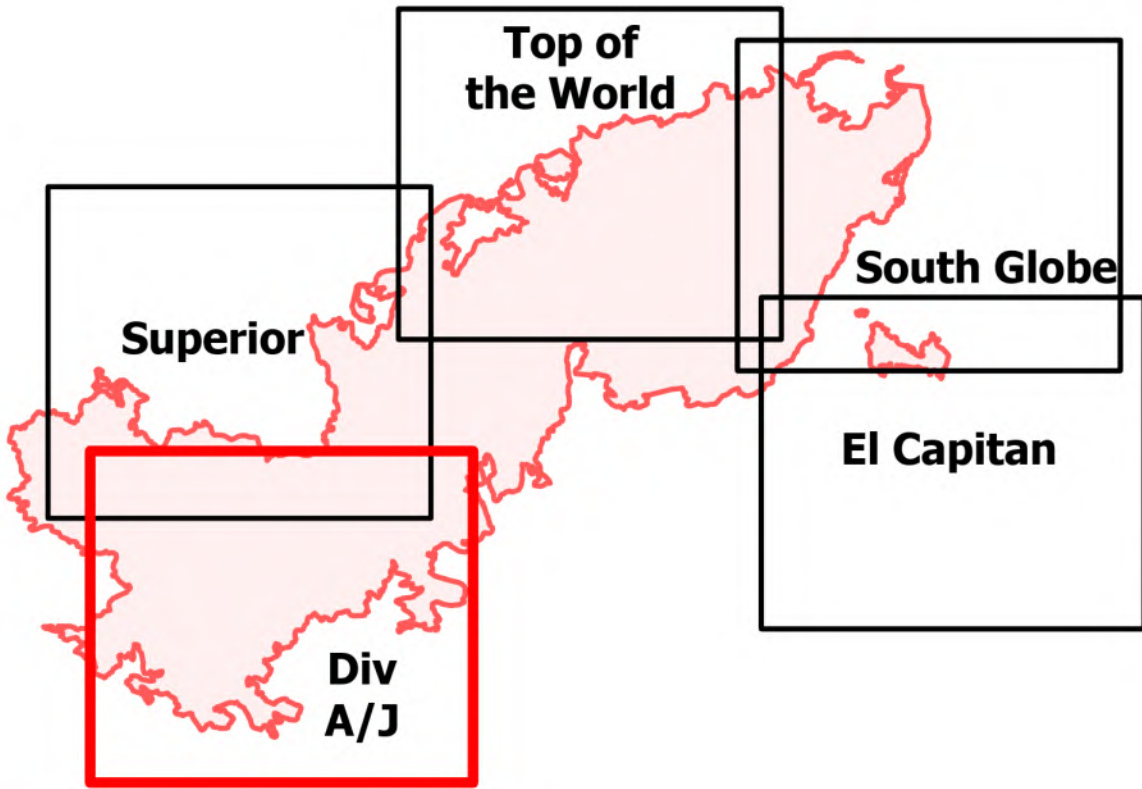 Top of
the World
South Globe
Superior
El Capitan
Div
A/J